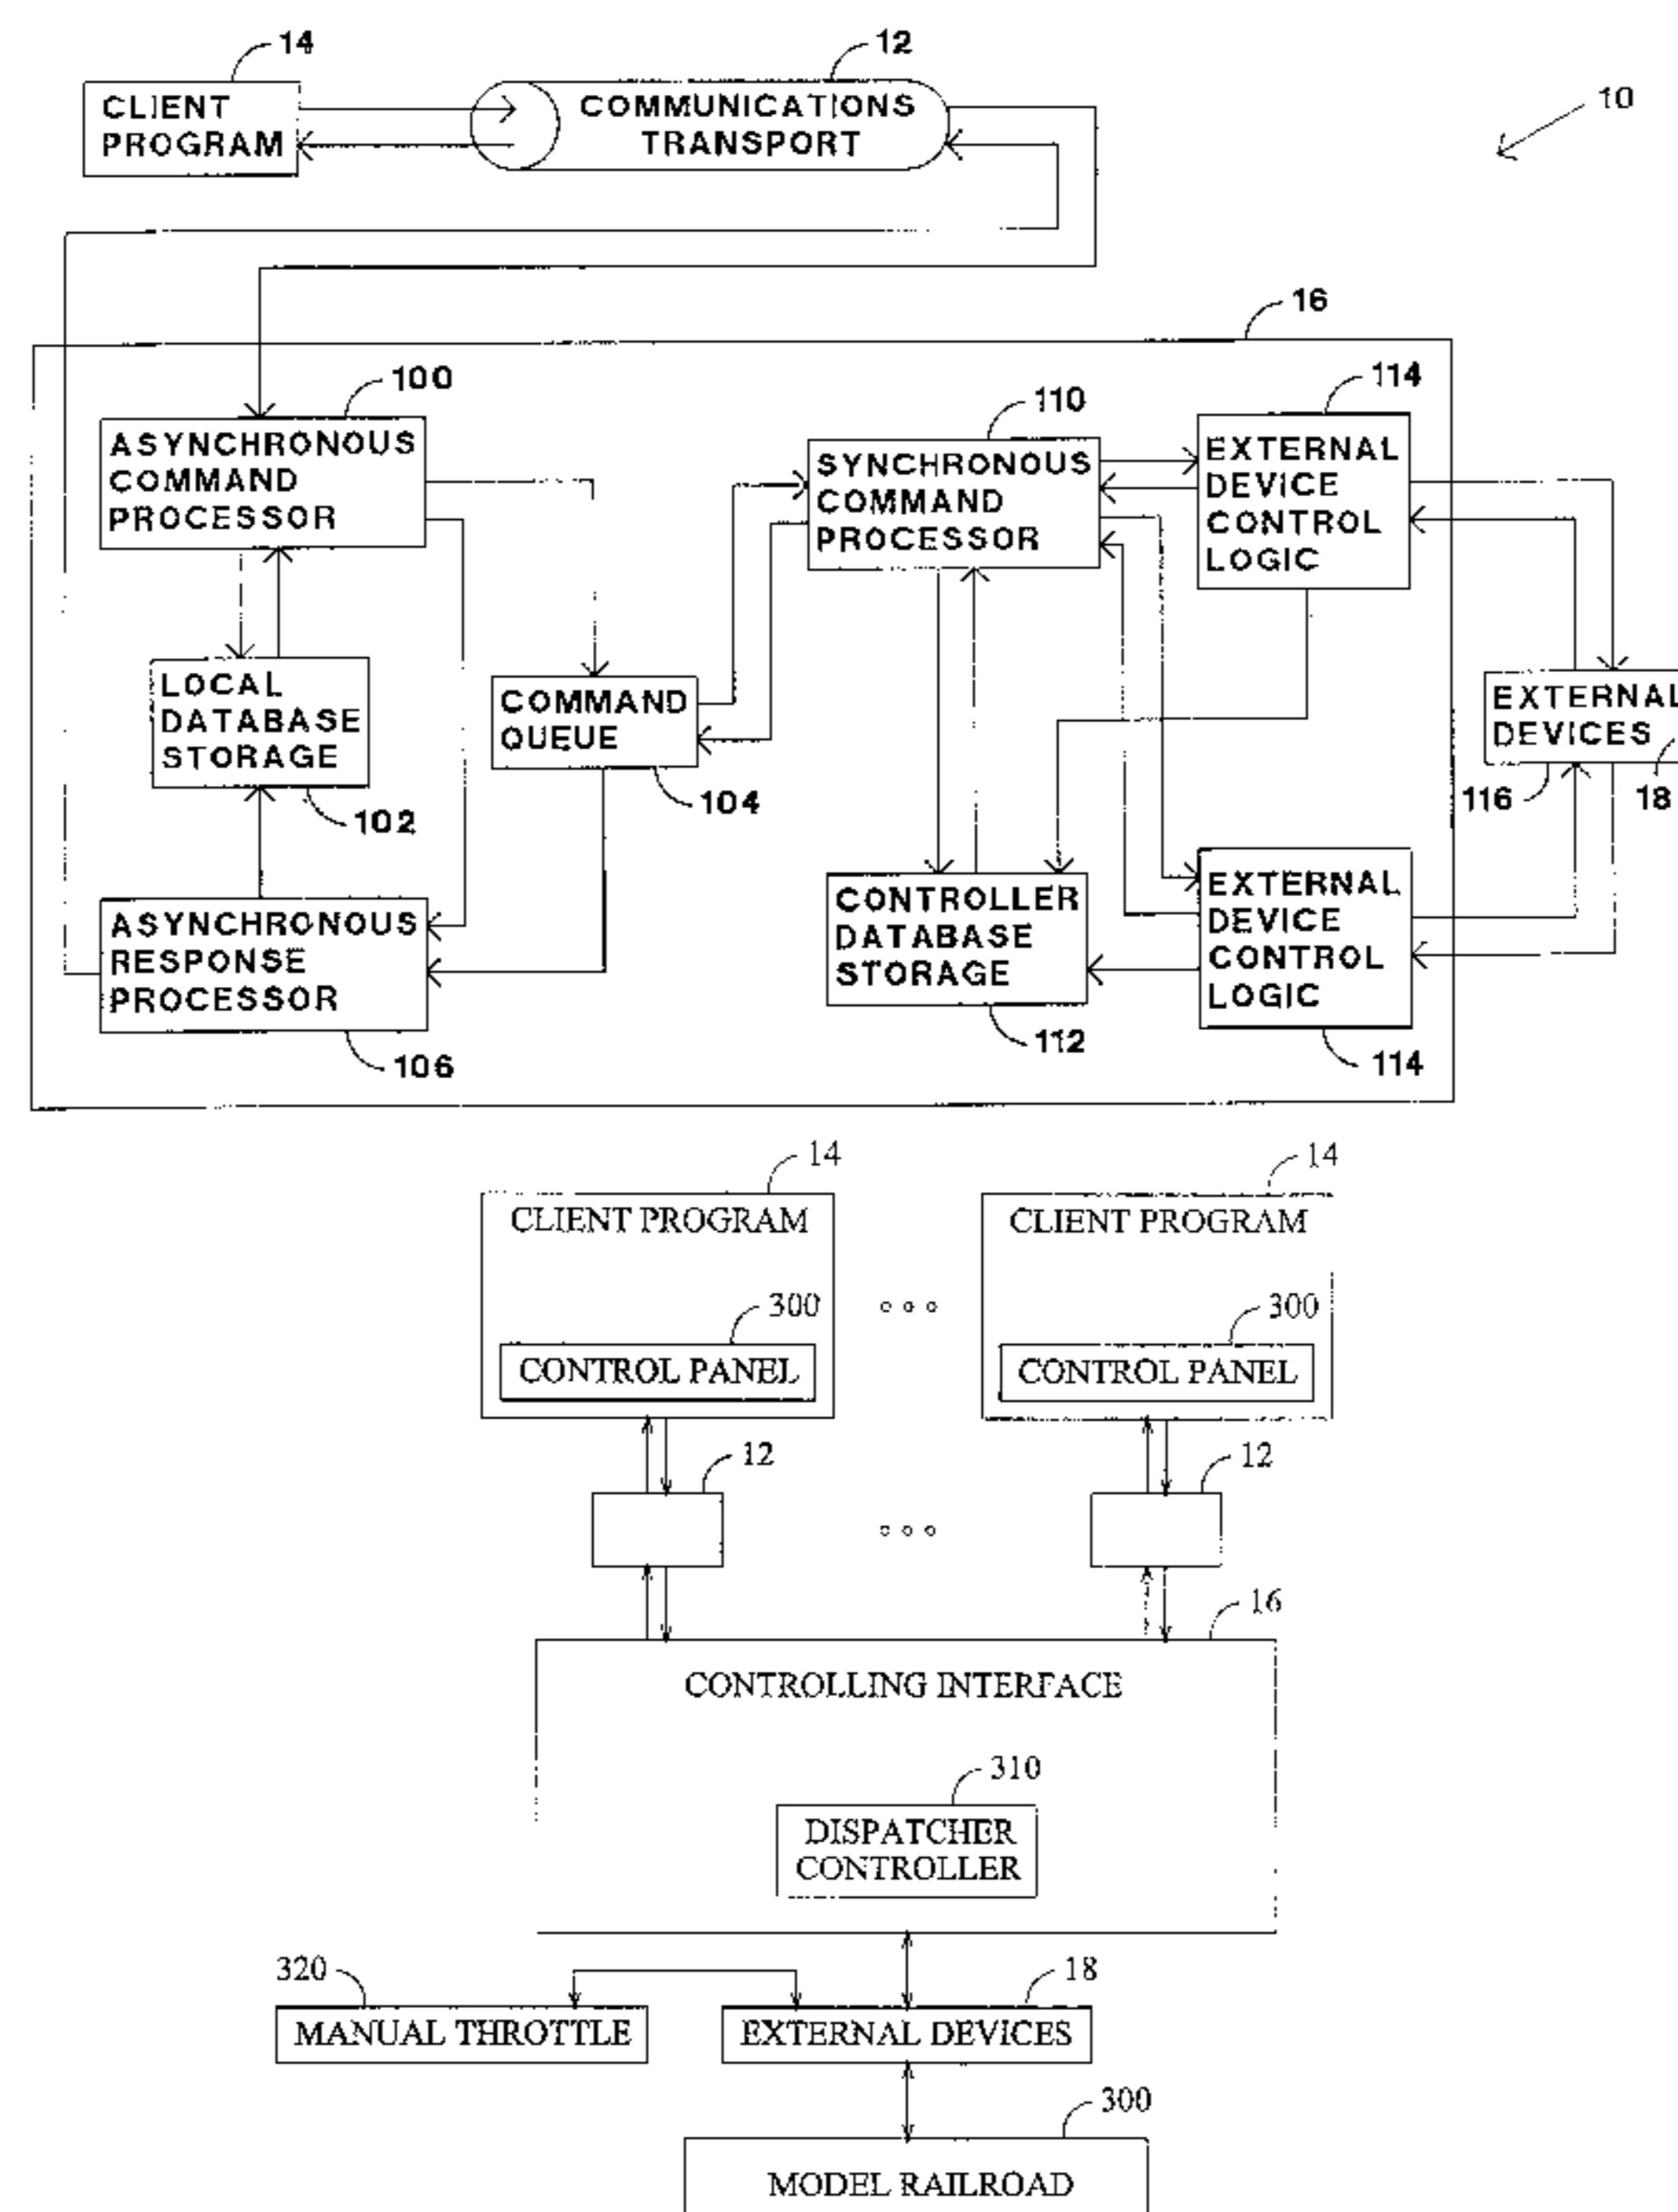 14
12
10
CLIENT
PROGRAM
COMMUNICATIONS
TRANSPORT
16
100
ASYNCHRONOUS
COMMAND
PROCESSOR
110
SYNCHRONOUS
COMMAND
PROCESSOR
114
EXTERNAL
DEVICE
CONTROL
LOGIC
LOCAL
DATABASE
STORAGE
102
COMMAND
QUEUE
104
EXTERNAL
DEVICES
116
18
ASYNCHRONOUS
RESPONSE
PROCESSOR
106
CONTROLLER
DATABASE
STORAGE
112
EXTERNAL
DEVICE
CONTROL
LOGIC
114
14
CLIENT PROGRAM
300
CONTROL PANEL
14
CLIENT PROGRAM
300
CONTROL PANEL
12
12
16
CONTROLLING INTERFACE
310
DISPATCHER
CONTROLLER
320
MANUAL THROTTLE
18
EXTERNAL DEVICES
300
MODEL RAILROAD